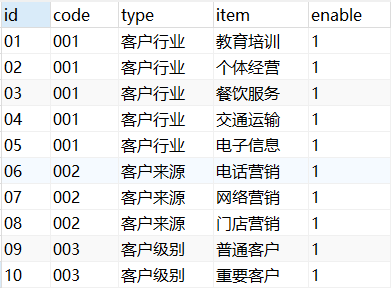 id code type item enable
01 001 客户行业 教育培训 1
02 001 客户行业 个体经营 1
03 001 客户行业 餐饮服务 1
04 001 客户行业 交通运输 1
05 001 客户行业 电子信息 1
06 002 客户来源 电话营销 1
07 002 客户来源 网络营销 1
08 002 客户来源 门店营销 1
09 003 客户级别 普通客户 1
10 003 客户级别 重要客户 1